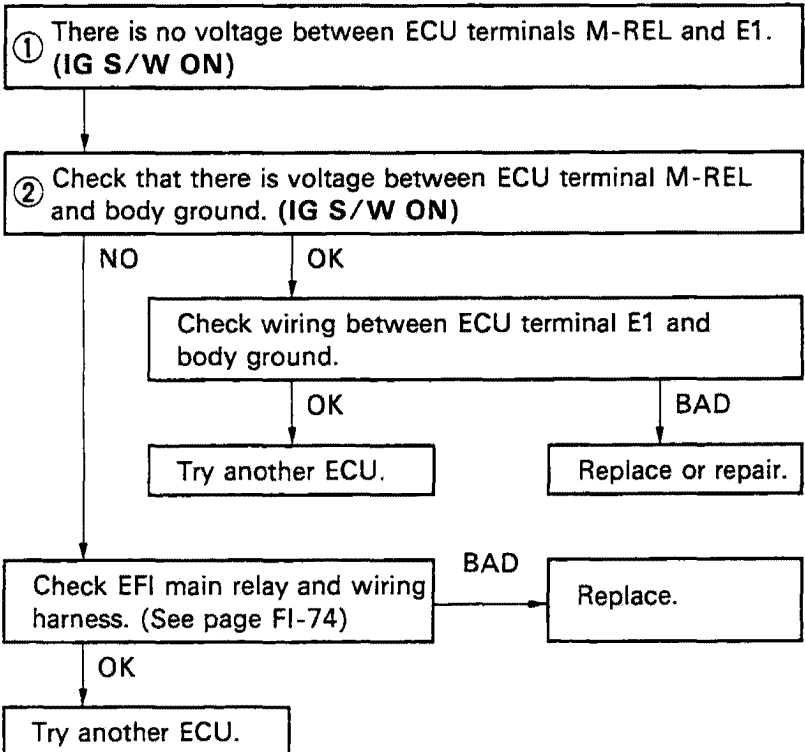 ① There is no voltage between ECU terminals M-REL and E1.
(IG S/W ON)
② Check that there is voltage between ECU terminal M-REL
and body ground. (IG S/W ON)
NO
OK
Check wiring between ECU terminal E1 and
body ground.
OK
BAD
Try another ECU.
Replace or repair.
Check EFI main relay and wiring
harness. (See page FI-74)
BAD
Replace.
OK
Try another ECU.